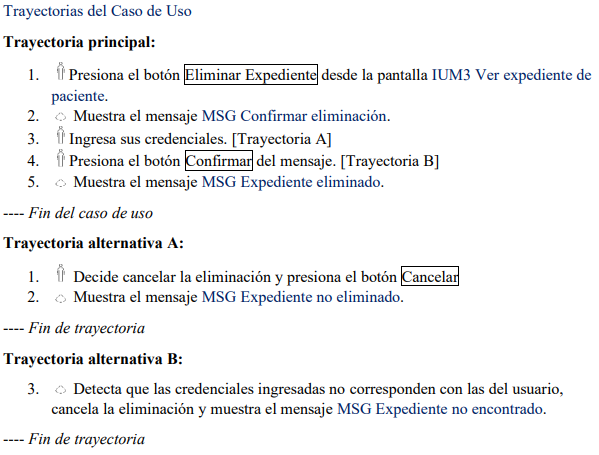 Trayectorias del Caso de Uso
Trayectoria principal:
1. Presiona el botón Eliminar Expediente desde la pantalla IUM3 Ver expediente de
paciente.
2. Muestra el mensaje MSG Confirmar eliminación.
3. Ingresa sus credenciales. [Trayectoria A]
4. Presiona el botón Confirmar del mensaje. [Trayectoria B]
5. Muestra el mensaje MSG Expediente eliminado.
---- Fin del caso de uso
Trayectoria alternativa A:
1. Decide cancelar la eliminación y presiona el botón Cancelar
2. Muestra el mensaje MSG Expediente no eliminado.
---- Fin de trayectoria
Trayectoria alternativa B:
3. Detecta que las credenciales ingresadas no corresponden con las del usuario,
cancela la eliminación y muestra el mensaje MSG Expediente no encontrado.
---- Fin de trayectoria